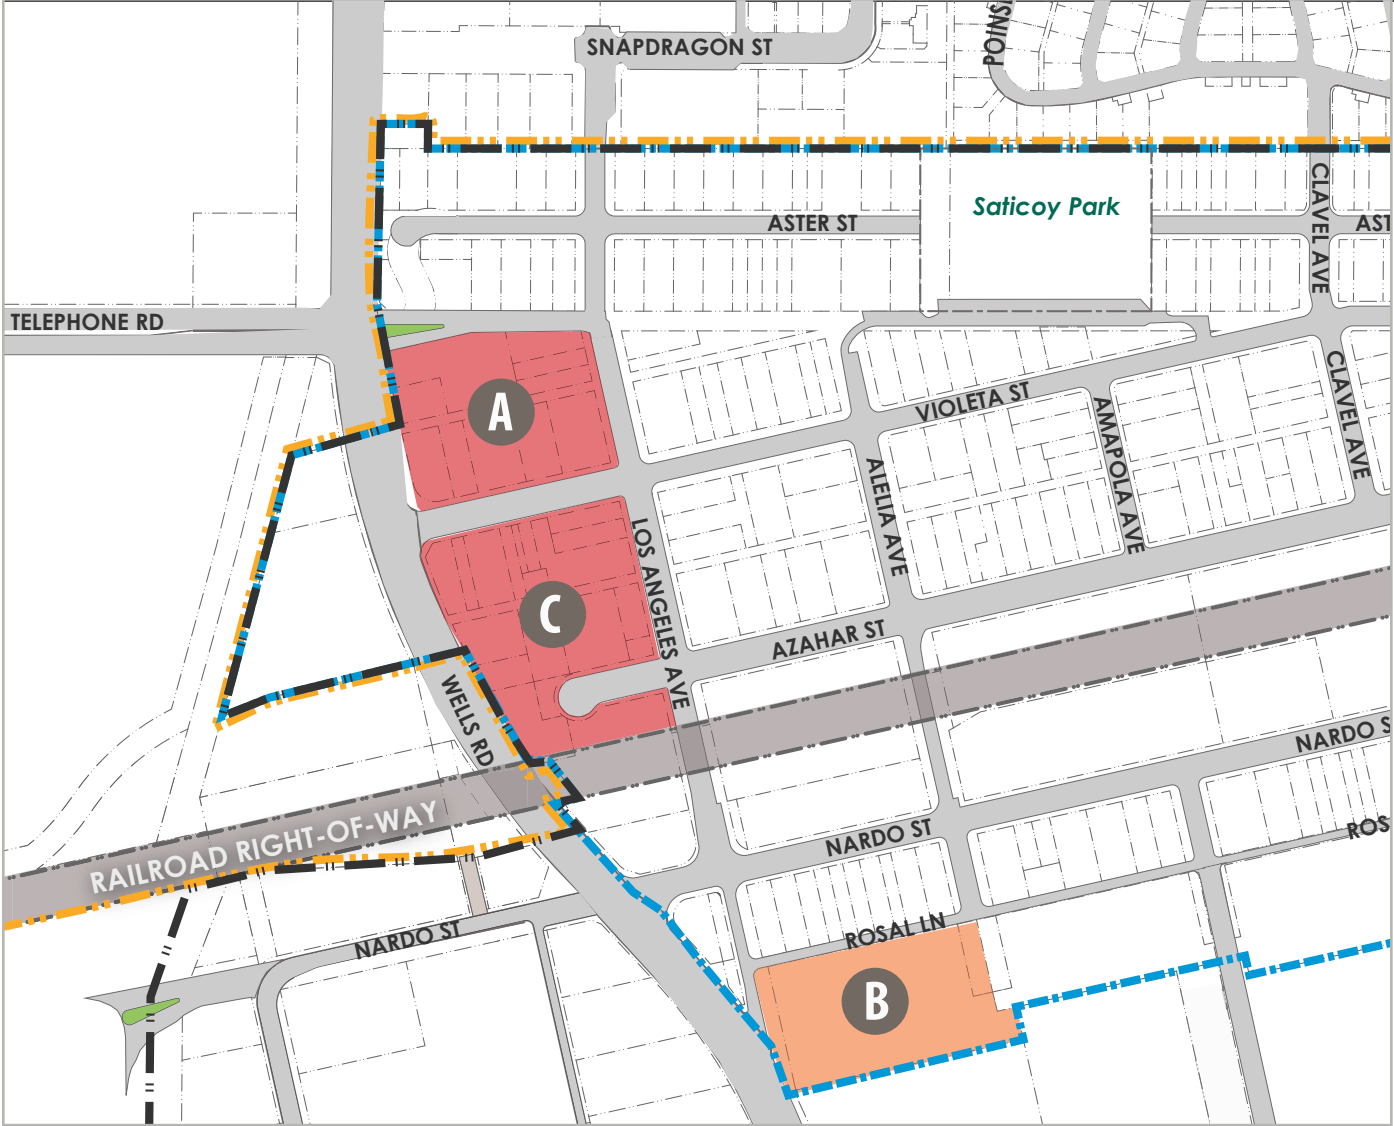 SNAPDRAGON ST
POINS
Saticoy Park
ASTER ST
AST
CLAVEL AVE
TELEPHONE RD
A
VIOLETA ST
AMAPOLA AVE
CLAVEL AVE
ALELIA AVE
LOS ANGELES AVE
C
AZAHAR ST
WELLS RD
NARDO S
RAILROAD RIGHT-OF-WAY
NARDO ST
ROS
ROSAL LN
NARDO ST
B